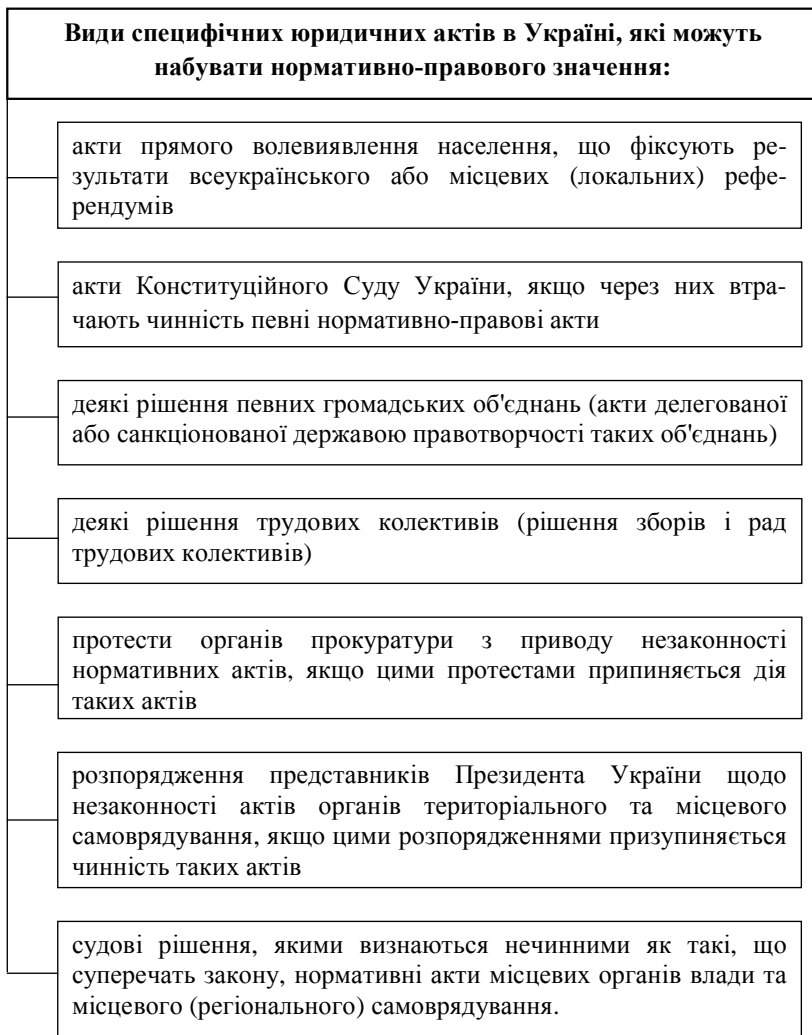 Види специфічних юридичних актів в Україні, які можуть
набувати нормативно-правового значення:
акти прямого волевиявлення населення, що фіксують ре-
зультати всеукраїнського або місцевих (локальних) рефе-
рендумів
акти Конституційного Суду України, якщо через них втра-
чають чинність певні нормативно-правові акти
деякі рішення певних громадських об'єднань (акти делегованої
або санкціонованої державою правотворчості таких об'єднань)
деякі рішення трудових колективів (рішення зборів і рад
трудових колективів)
протести органів прокуратури з приводу незаконності
нормативних актів, якщо цими протестами припиняється дія
таких актів
розпорядження представників Президента України щодо
незаконності актів органів територіального та місцевого
самоврядування, якщо цими розпорядженнями призупиняється
чинність таких актів
судові рішення, якими визнаються нечинними як такі, що
суперечать закону, нормативні акти місцевих органів влади та
місцевого (регіонального) самоврядування.